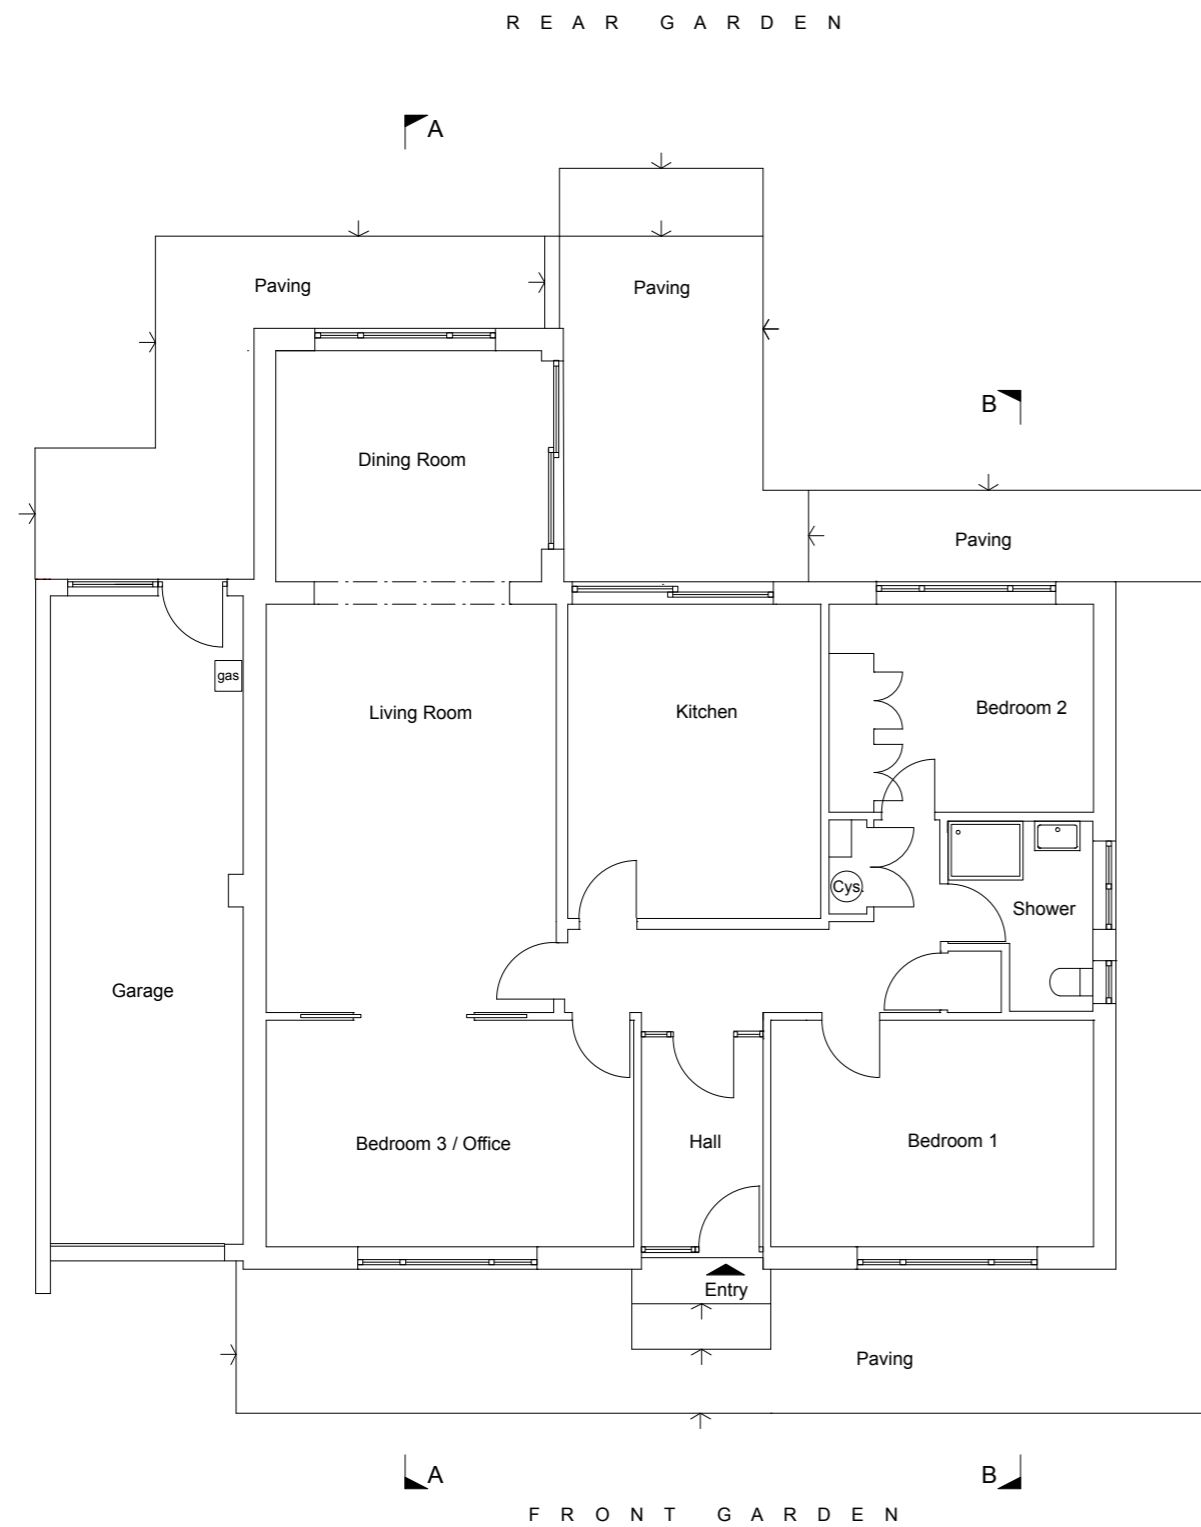 REAR GARDEN
A
Paving
Paving
B
Dining Room
Paving
gas
Living Room
Kitchen
Bedroom 2
Cys.
Shower
Garage
Bedroom 3 / Office
Hall
Bedroom 1
Entry
Paving
A
B
FRONT GARDEN